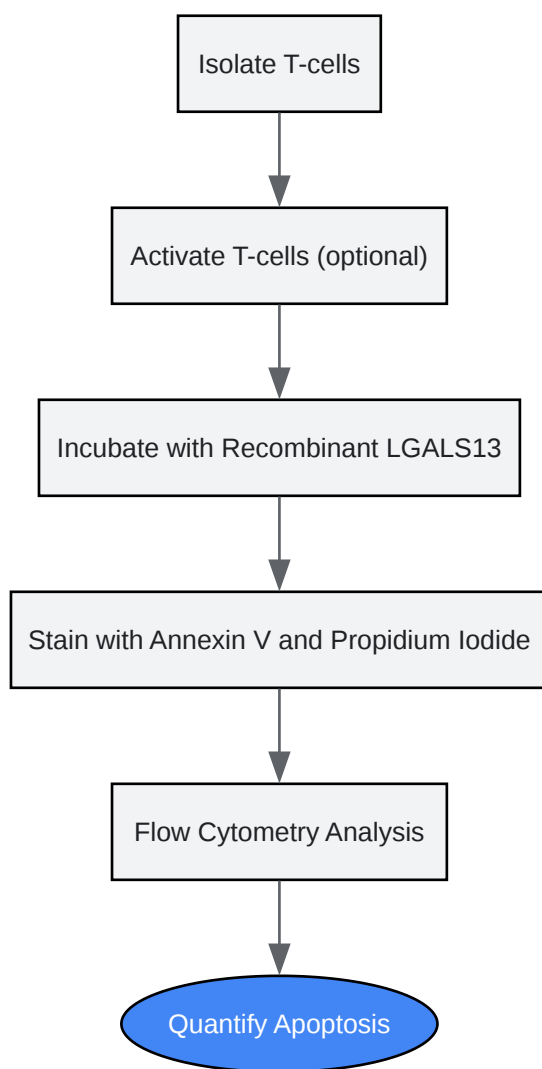 Isolate T-cells
Activate T-cells (optional)
Incubate with Recombinant LGALS13
Stain with Annexin V and Propidium Iodide
Flow Cytometry Analysis
Quantify Apoptosis